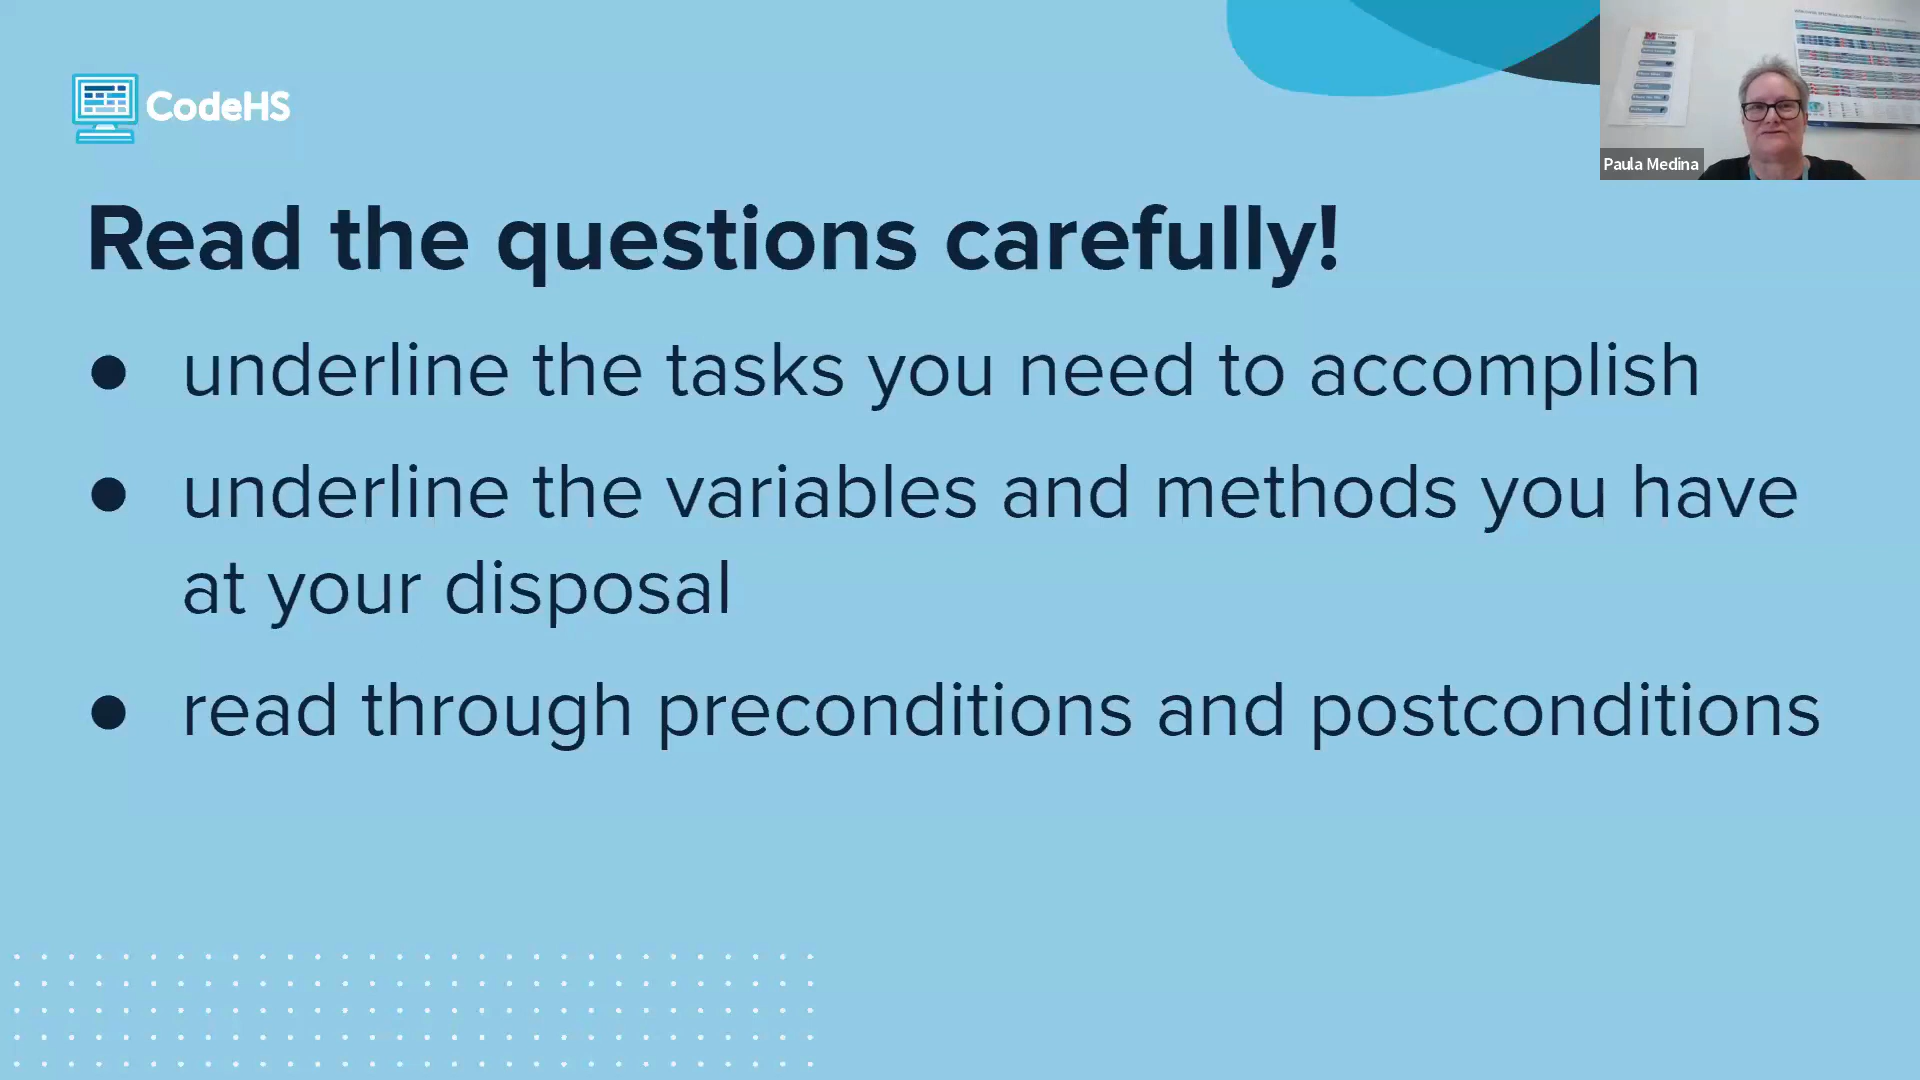 CodeHS
Paula Medina
Read the questions carefully!
● underline the tasks you need to accomplish
● underline the variables and methods you have
at your disposal
● read through preconditions and postconditions